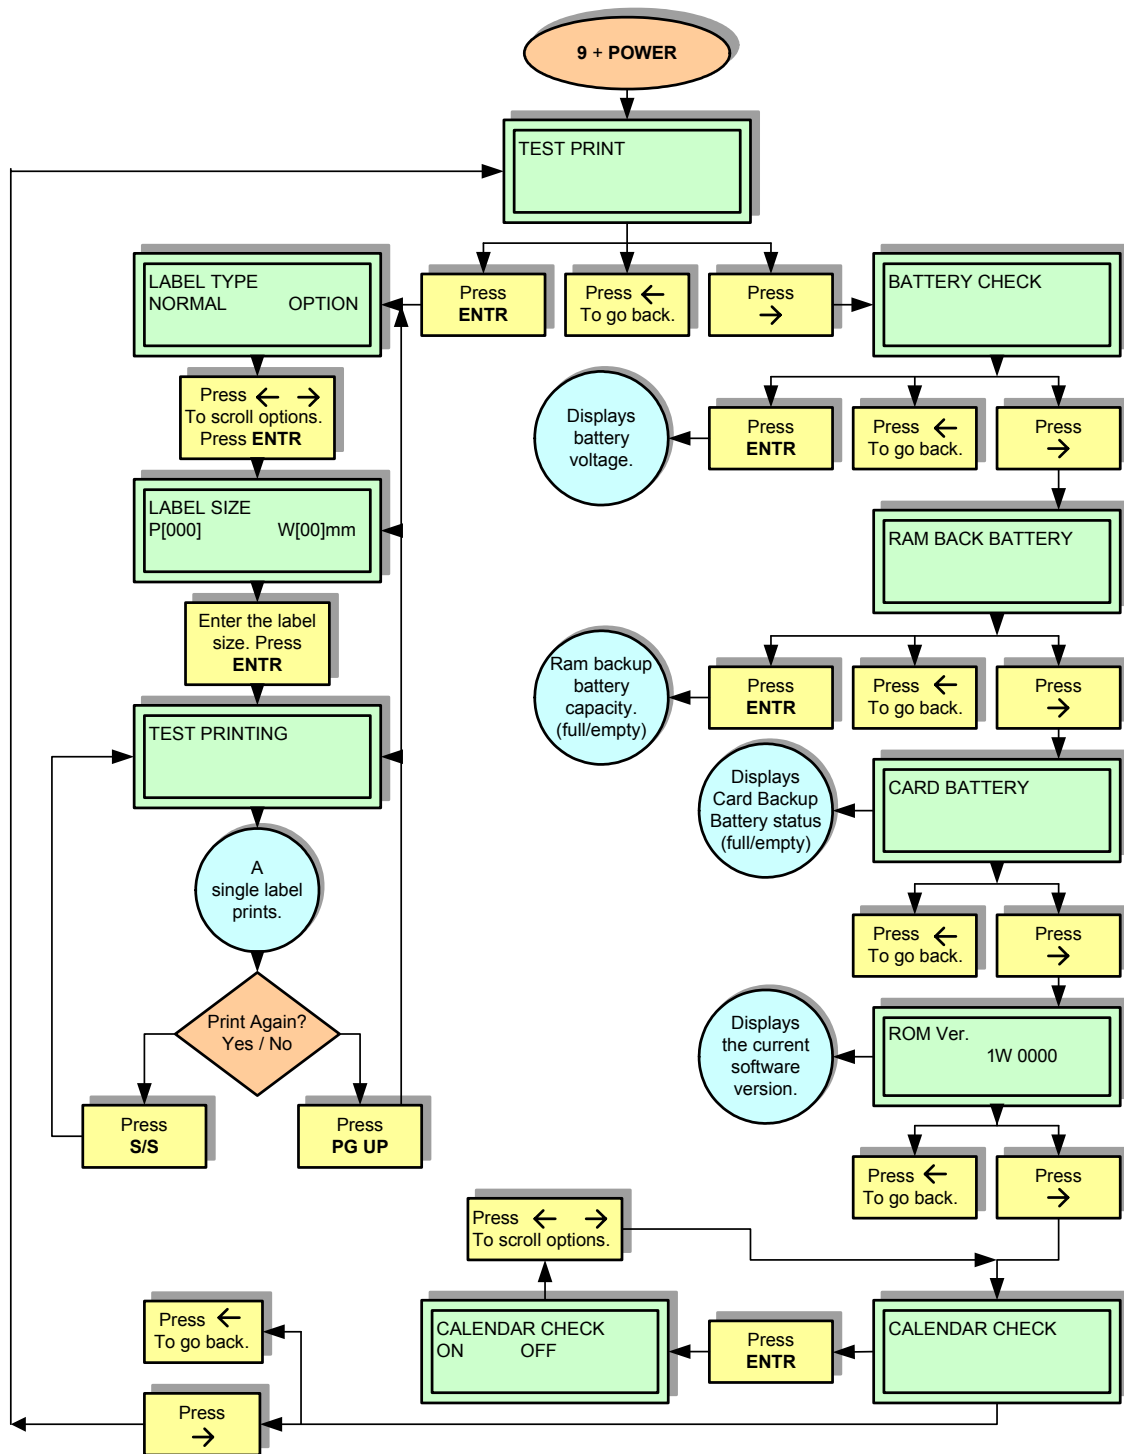 9 + POWER
TEST PRINT
LABEL TYPE
NORMAL OPTION
Press
ENTR
Press ←
To go back.
Press
→
BATTERY CHECK
Press ← →
To scroll options.
Press ENTR
Displays
battery
voltage.
Press
ENTR
Press ←
To go back.
Press
→
LABEL SIZE
P[000] W[00]mm
RAM BACK BATTERY
Enter the label
size. Press
ENTR
Ram backup
battery
capacity.
(full/empty)
Press
ENTR
Press ←
To go back.
Press
→
TEST PRINTING
Displays
Card Backup
Battery status
(full/empty)
CARD BATTERY
A
single label
prints.
Press ←
To go back.
Press
→
Print Again?
Yes / No
Displays
the current
software
version.
ROM Ver.
1W 0000
Press
S/S
Press
PG UP
Press ←
To go back.
Press
→
Press ← →
To scroll options.
Press ←
To go back.
CALENDAR CHECK
ON OFF
Press
ENTR
CALENDAR CHECK
Press
→